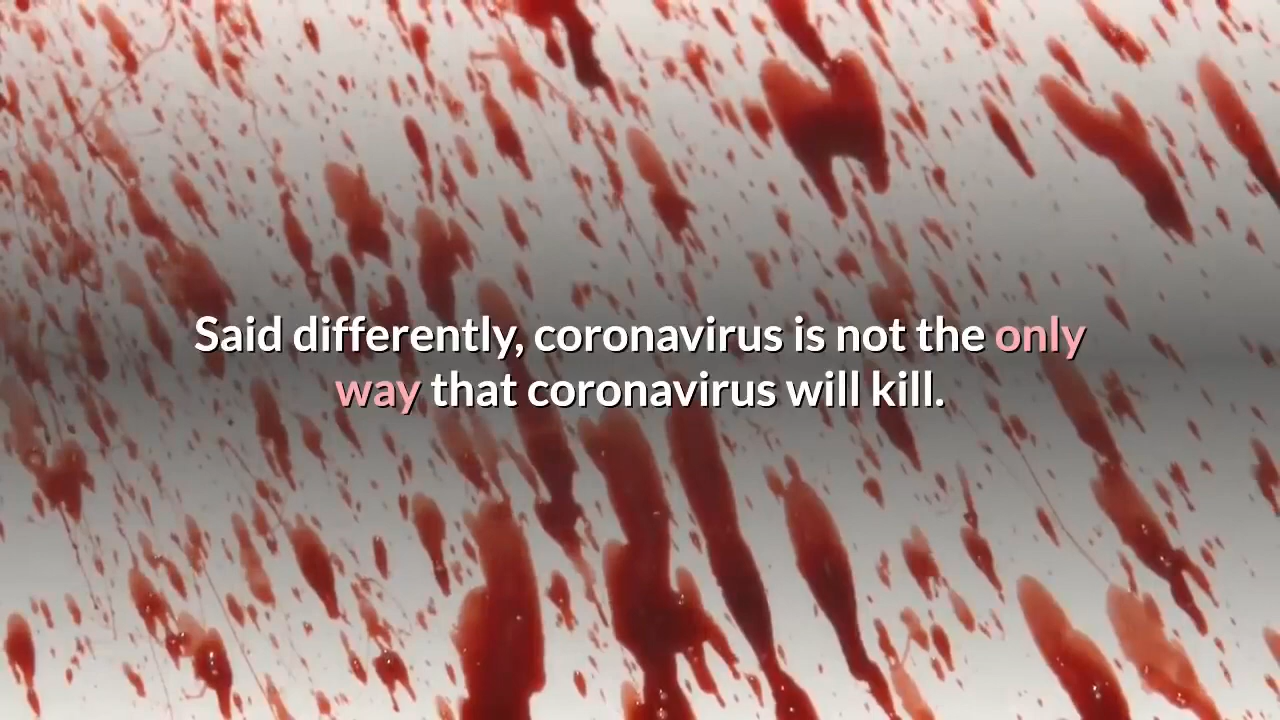 Said differently, coronavirus is not the only
way that coronavirus will kill.